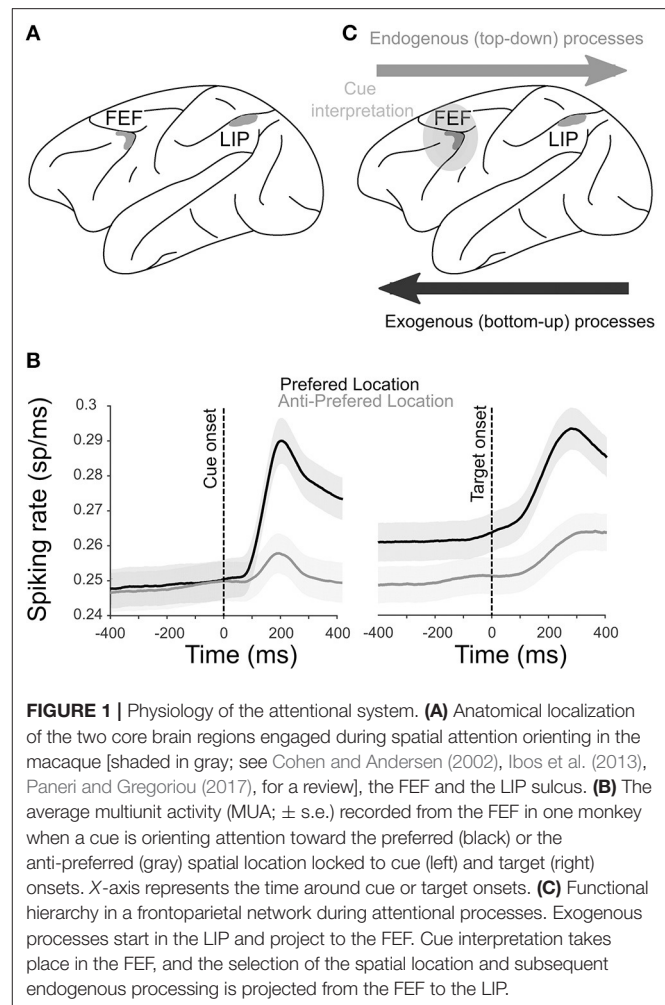 A
FEF
LIP
C
Endogenous (top-down) processes
Cue
interpretation
FEF
LIP
Exogenous (bottom-up) processes
B
Prefered Location
Anti-Prefered Location
Spiking rate (sp/ms)
0.3
0.29
0.28
0.27
0.26
0.25
0.24
Cue onset
-400
-200
0
200
400
Time (ms)
Target onset
-400
-200
0
200
400
Time (ms)
FIGURE 1 | Physiology of the attentional system. (A) Anatomical localization
of the two core brain regions engaged during spatial attention orienting in the
macaque [shaded in gray; see Cohen and Andersen (2002), Ibos et al. (2013),
Paneri and Gregoriou (2017), for a review], the FEF and the LIP sulcus. (B) The
average multiunit activity (MUA; ± s.e.) recorded from the FEF in one monkey
when a cue is orienting attention toward the preferred (black) or the
anti-preferred (gray) spatial location locked to cue (left) and target (right)
onsets. X-axis represents the time around cue or target onsets. (C) Functional
hierarchy in a frontoparietal network during attentional processes. Exogenous
processes start in the LIP and project to the FEF. Cue interpretation takes
place in the FEF, and the selection of the spatial location and subsequent
endogenous processing is projected from the FEF to the LIP.